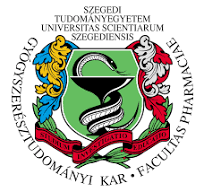 SZEGEDI
TUDOMÁNYEGYETEM
UNIVERSITAS SCIENTIARUM
SZEGEDIENSIS
GYÓGYSZERÉSZTUDOMÁNYI KAR • FACULTAS PHARMACIAE